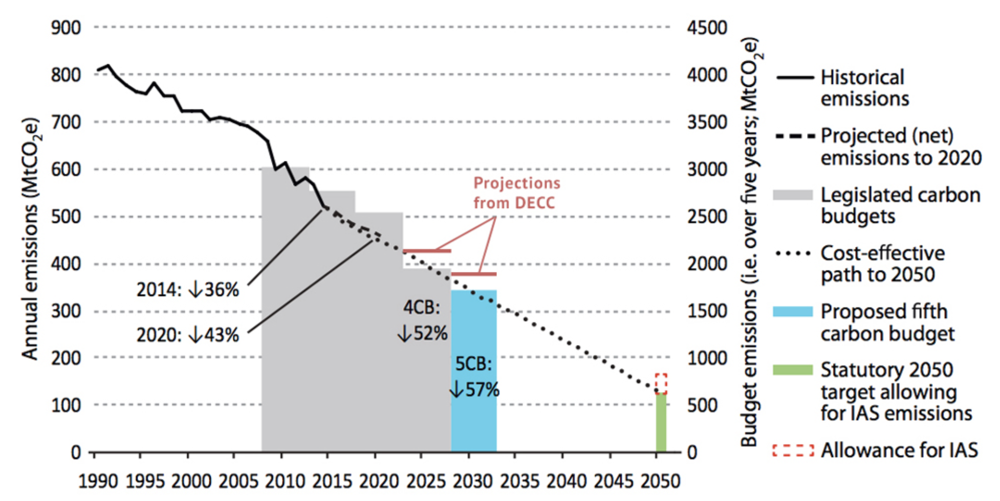 900
800
700
600
500
400
300
200
100
0
Annual emissions (MtCO₂e)
4500
4000
3500
3000
2500
2000
1500
1000
500
0
Budget emissions (i.e. over five years; MtCO₂e)
1990 1995 2000 2005 2010 2015 2020 2025 2030 2035 2040 2045 2050
Projections
from DECC
2014: ↓36%
2020: ↓43%
4CB:
↓52%
5CB:
↓57%
Historical
emissions
Projected (net)
emissions to 2020
Legislated carbon
budgets
Cost-effective
path to 2050
Proposed fifth
carbon budget
Statutory 2050
target allowing
for IAS emissions
Allowance for IAS